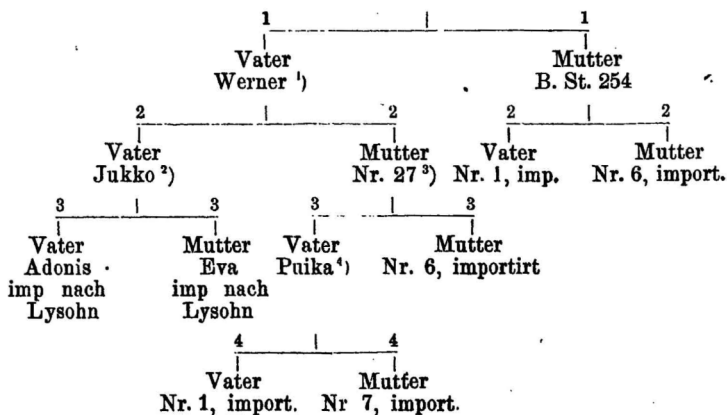 1 1
Vater Mutter
Werner ¹) B. St. 254
2 2 2 2
Vater Mutter Vater Mutter
Jukko ²) Nr. 27 ³) Nr. 1, imp. Nr. 6, import.
3 3 3 3
Vater Mutter Vater Mutter
Adonis Eva Puika ⁴) Nr. 6, importirt
imp nach imp nach
Lysohn Lysohn
4 4
Vater Mutter
Nr. 1, import. Nr 7, import.